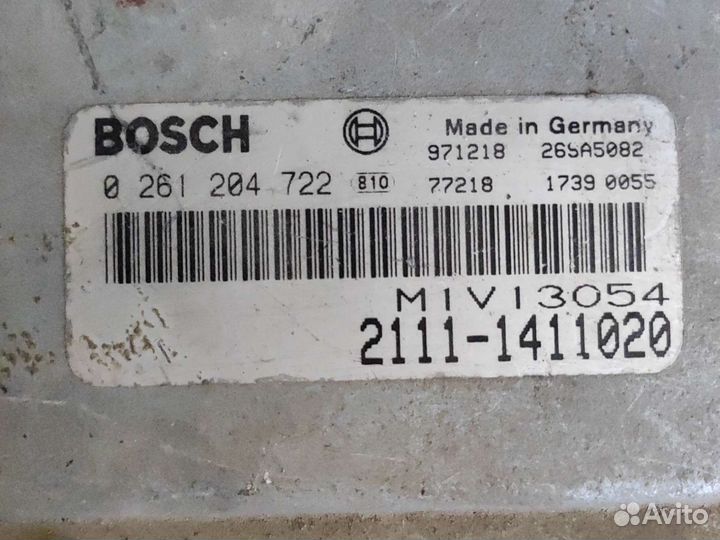 BOSCH
Made in Germany
971218 26SA5082
0 261 204 722 810 77218 1739 0055
M1V13054
2111-1411020
Avito